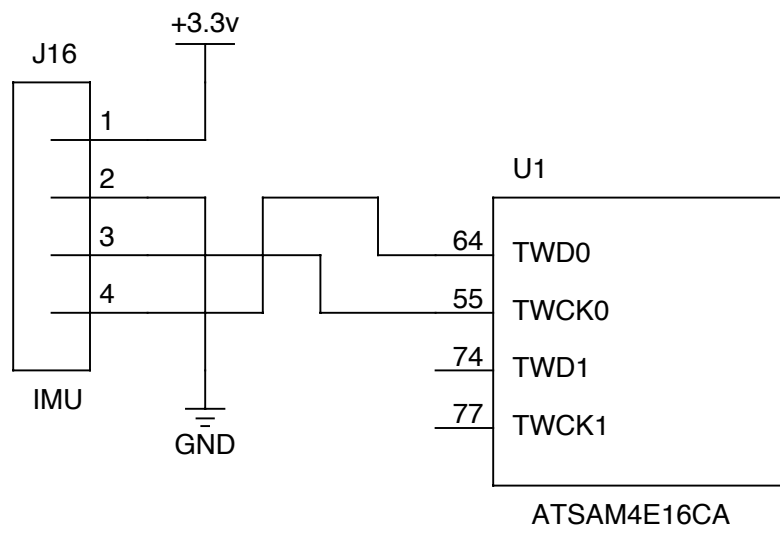 +3.3v
J16
1
2
3
4
IMU
GND
U1
64 TWD0
55 TWCK0
74 TWD1
77 TWCK1
ATSAM4E16CA